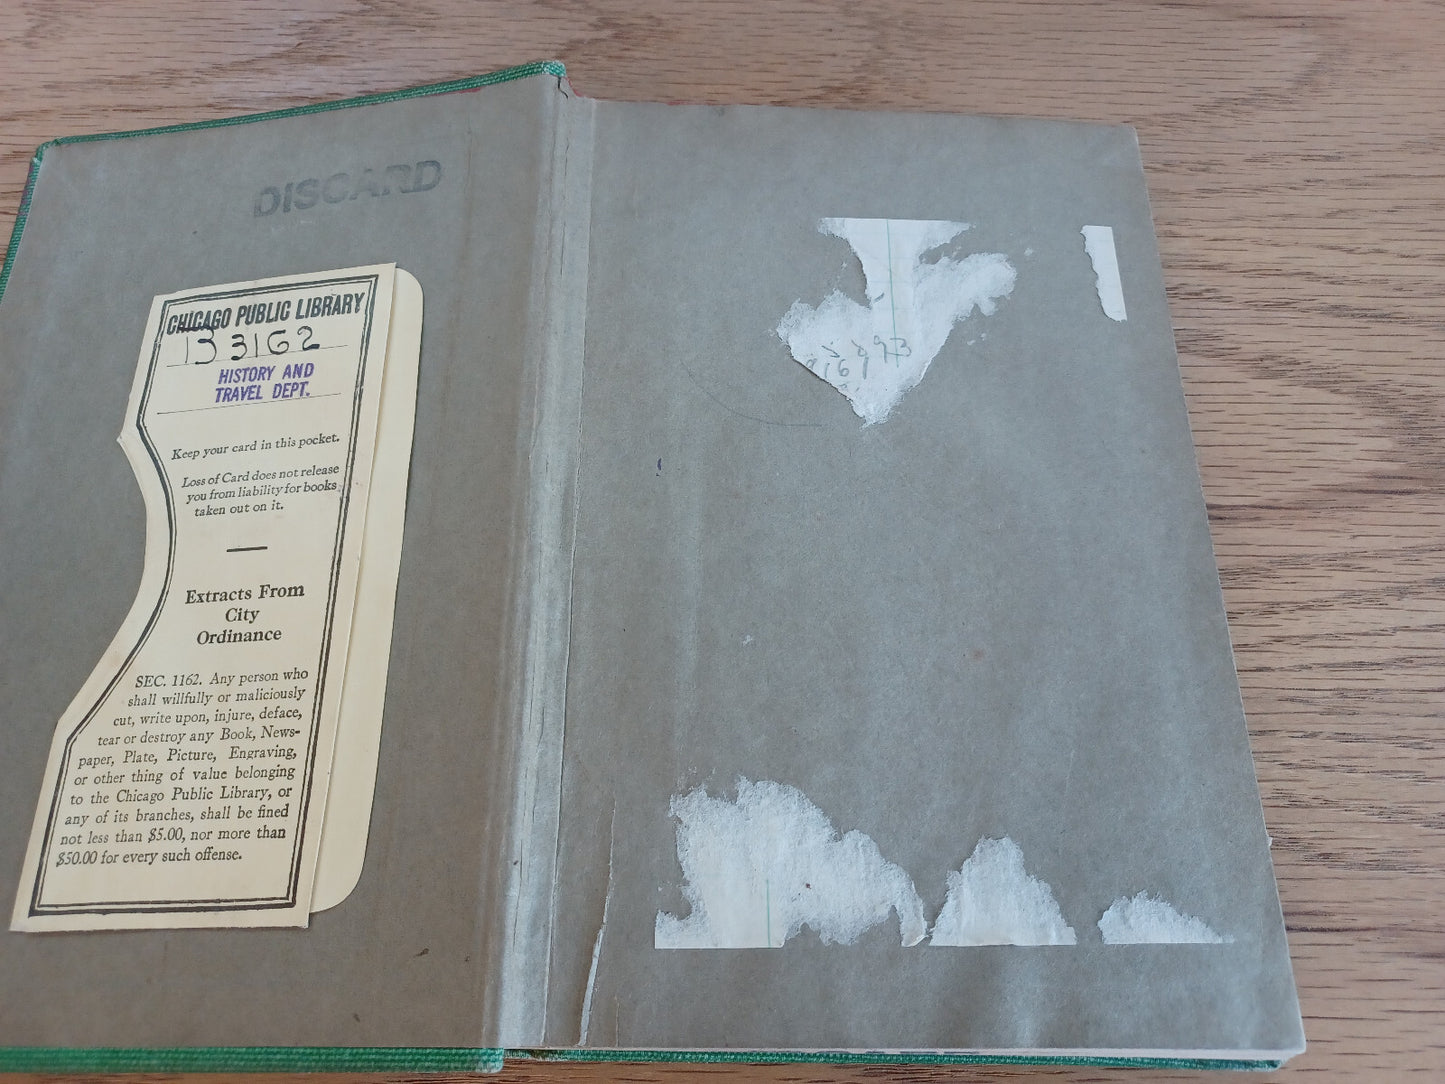 DISCARD
CHICAGO PUBLIC LIBRARY
133162
HISTORY AND
TRAVEL DEPT.
Keep your card in this pocket.
Loss of Card does not release
you from liability for books
taken out on it.
Extracts From
City
Ordinance
SEC. 1162. Any person who
shall willfully or maliciously
cut, write upon, injure, deface,
tear or destroy any Book, News-
paper, Plate, Picture, Engraving,
or other thing of value belonging
to the Chicago Public Library, or
any of its branches, shall be fined
not less than $5.00, nor more than
$50.00 for every such offense.